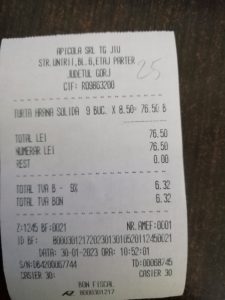 APICOLA SRL TG JIU
STR.UNIRII,BL.6,ETAJ PARTER
JUDETUL GORJ
CIF: RO9863200
25
TURTA HRANA SOLIDA 9 BUC. X 8.50= 76.50 B
TOTAL LEI 76.50
NUMERAR LEI 76.50
REST 0.00
TOTAL TVA B - 9% 6.32
TOTAL TVA BON 6.32
Z:1245 BF:0021 NR.AMEF:0001
DATA: 30-01-2023 ORA: 10:52:01
S/N:DB4200067744 TD:00068745
CASIER 30: CASIER 30
BON FISCAL